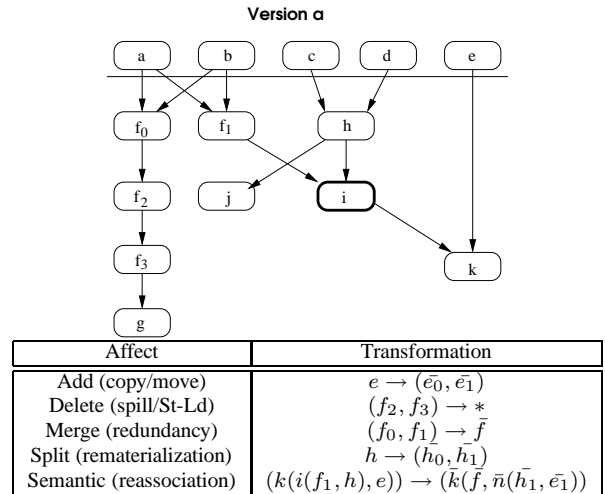 Version a
a b c d e
f₀ f₁ h
f₂ j i
f₃ k
g
Affect Transformation
Add (copy/move) e → (ē₀, ē₁)
Delete (spill/St-Ld) (f₂, f₃) → *
Merge (redundancy) (f₀, f₁) → f̄
Split (rematerialization) h → (h̄₀, h̄₁)
Semantic (reassociation) (k(i(f₁, h), e)) → (k̄(f̄, n̄(h̄₁, ē₁))